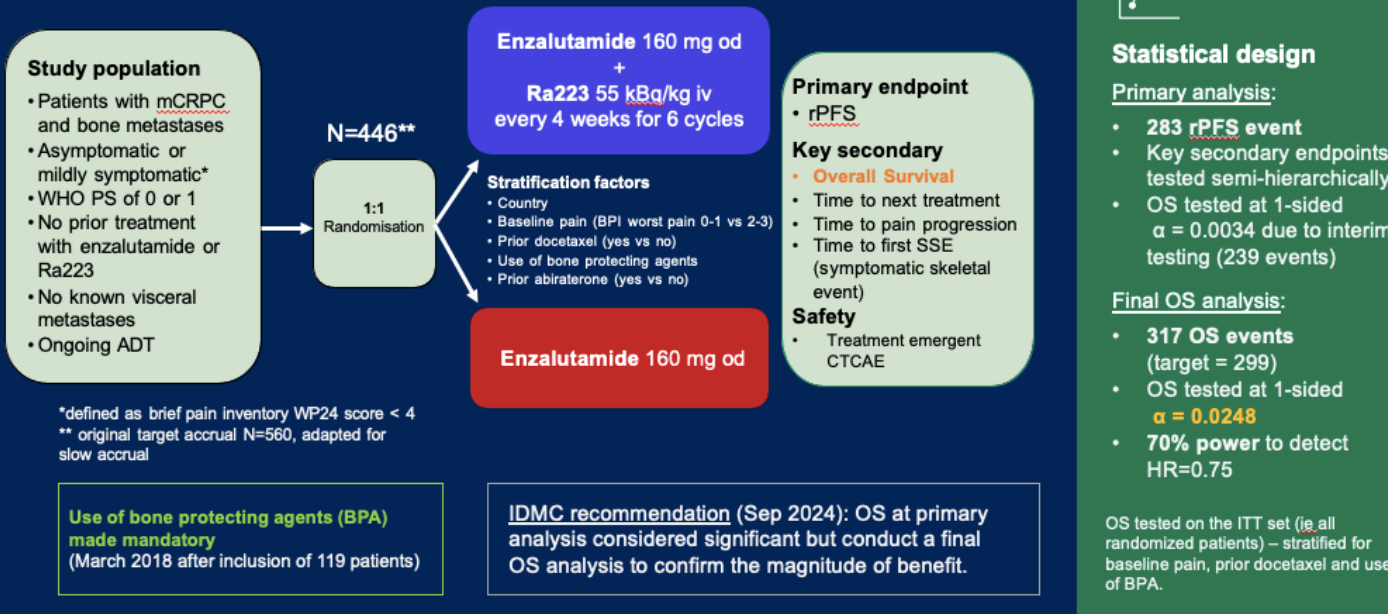 Study population
• Patients with mCRPC
and bone metastases
• Asymptomatic or
mildly symptomatic*
• WHO PS of 0 or 1
• No prior treatment
with enzalutamide or
Ra223
• No known visceral
metastases
• Ongoing ADT
N=446**
1:1
Randomisation
Enzalutamide 160 mg od
+
Ra223 55 kBq/kg iv
every 4 weeks for 6 cycles
Stratification factors
• Country
• Baseline pain (BPI worst pain 0-1 vs 2-3)
• Prior docetaxel (yes vs no)
• Use of bone protecting agents
• Prior abiraterone (yes vs no)
Enzalutamide 160 mg od
Primary endpoint
• rPFS
Key secondary
• Overall Survival
• Time to next treatment
• Time to pain progression
• Time to first SSE
(symptomatic skeletal
event)
Safety
• Treatment emergent
CTCAE
*defined as brief pain inventory WP24 score < 4
** original target accrual N=560, adapted for
slow accrual
Use of bone protecting agents (BPA)
made mandatory
(March 2018 after inclusion of 119 patients)
IDMC recommendation (Sep 2024): OS at primary
analysis considered significant but conduct a final
OS analysis to confirm the magnitude of benefit.
Statistical design
Primary analysis:
• 283 rPFS event
• Key secondary endpoints
tested semi-hierarchically
• OS tested at 1-sided
α = 0.0034 due to interim
testing (239 events)
Final OS analysis:
• 317 OS events
(target = 299)
• OS tested at 1-sided
α = 0.0248
• 70% power to detect
HR=0.75
OS tested on the ITT set (ie all
randomized patients) – stratified for
baseline pain, prior docetaxel and use
of BPA.